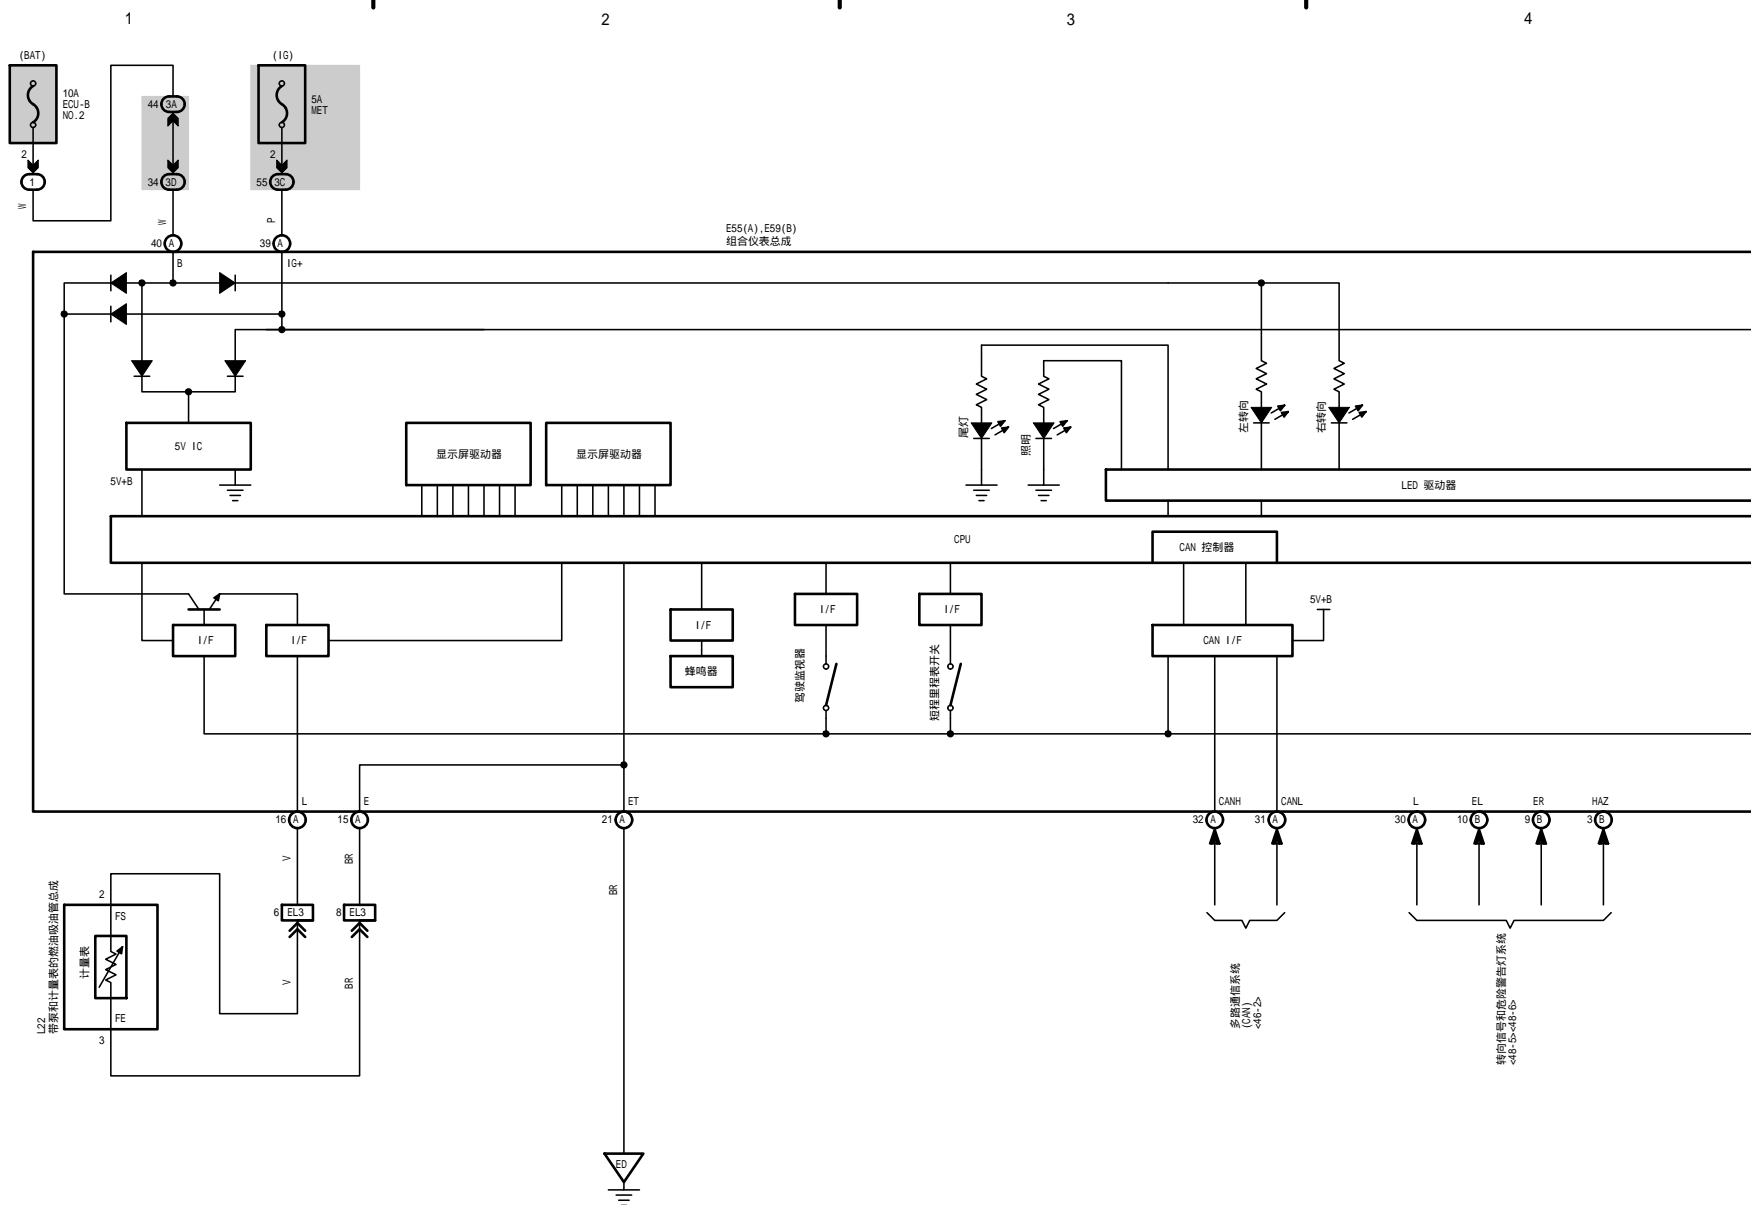 1
2
3
4
(BAT)
(IG)
10A
ECU-B
NO.2
5A
MET
44 3A
2
1
34 3D
2
55 3C
W
W
P
E55(A),E59(B)
组合仪表总成
40 A
39 A
B
IG+
5V IC
5V+B
显示屏驱动器
显示屏驱动器
尾灯
照明
左转向
右转向
LED 驱动器
CPU
CAN 控制器
I/F
I/F
I/F
蜂鸣器
I/F
驾驶监视器
I/F
短程里程表开关
CAN I/F
5V+B
L
E
ET
CANH
CANL
L
EL
ER
HAZ
16 A
15 A
21 A
32 A
31 A
30 A
10 B
9 B
3 B
V
BR
BR
6 EL3
8 EL3
V
BR
L22
带泵和计量表的燃油吸油管总成
2
FS
计量表
FE
3
多路通信系统
(CAN)
<46-2>
转向信号和危险警告灯系统
<48-5><48-6>
ED